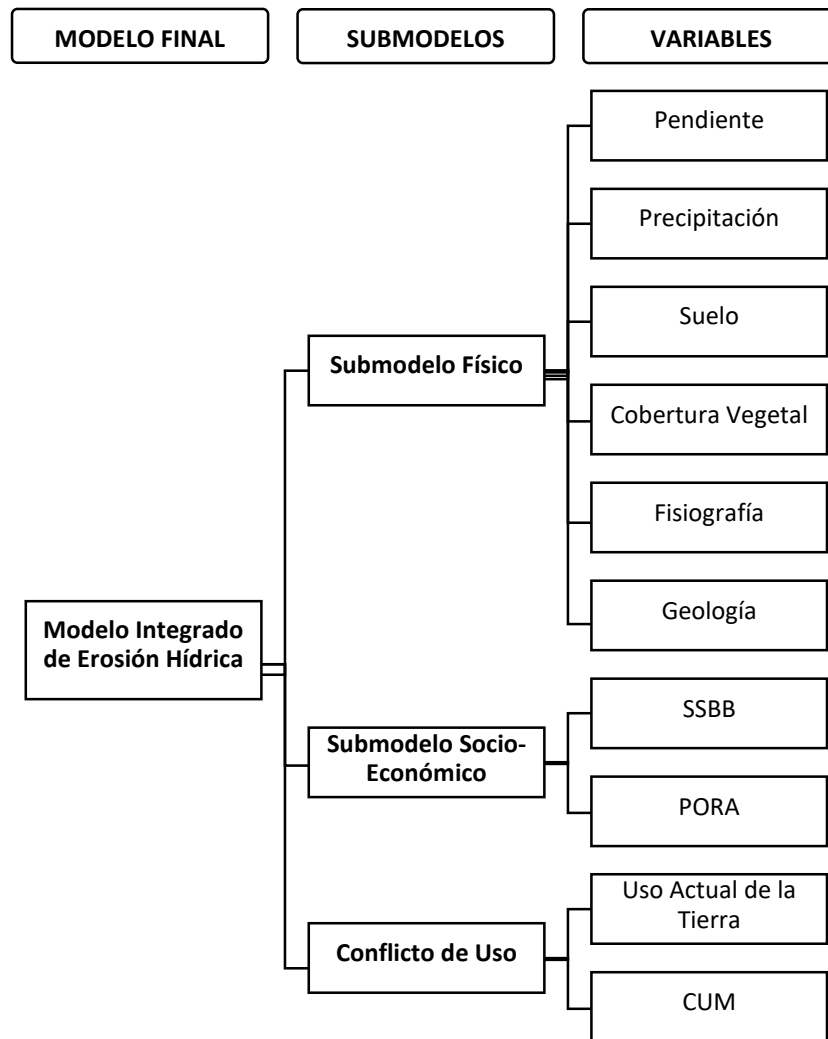 MODELO FINAL
SUBMODELOS
VARIABLES
Pendiente
Precipitación
Suelo
Submodelo Físico
Cobertura Vegetal
Fisiografía
Geología
Modelo Integrado
de Erosión Hídrica
SSBB
Submodelo Socio-
Económico
PORA
Uso Actual de la
Tierra
Conflicto de Uso
CUM